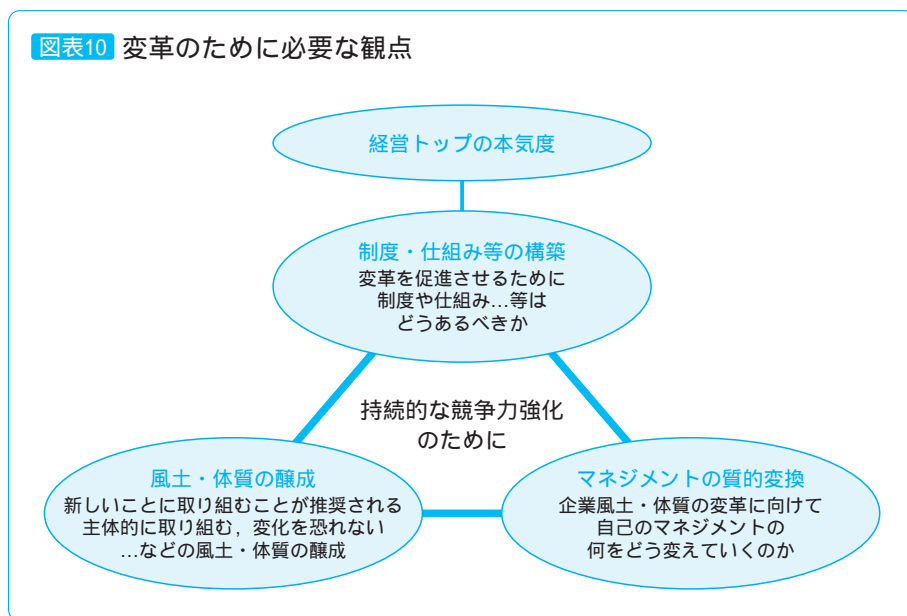 図表10 変革のために必要な観点
経営トップの本気度
制度・仕組み等の構築
変革を促進させるために
制度や仕組み…等は
どうあるべきか
持続的な競争力強化
のために
風土・体質の醸成
新しいことに取り組むことが推奨される
主体的に取り組む，変化を恐れない
…などの風土・体質の醸成
マネジメントの質的変換
企業風土・体質の変革に向けて
自己のマネジメントの
何をどう変えていくのか